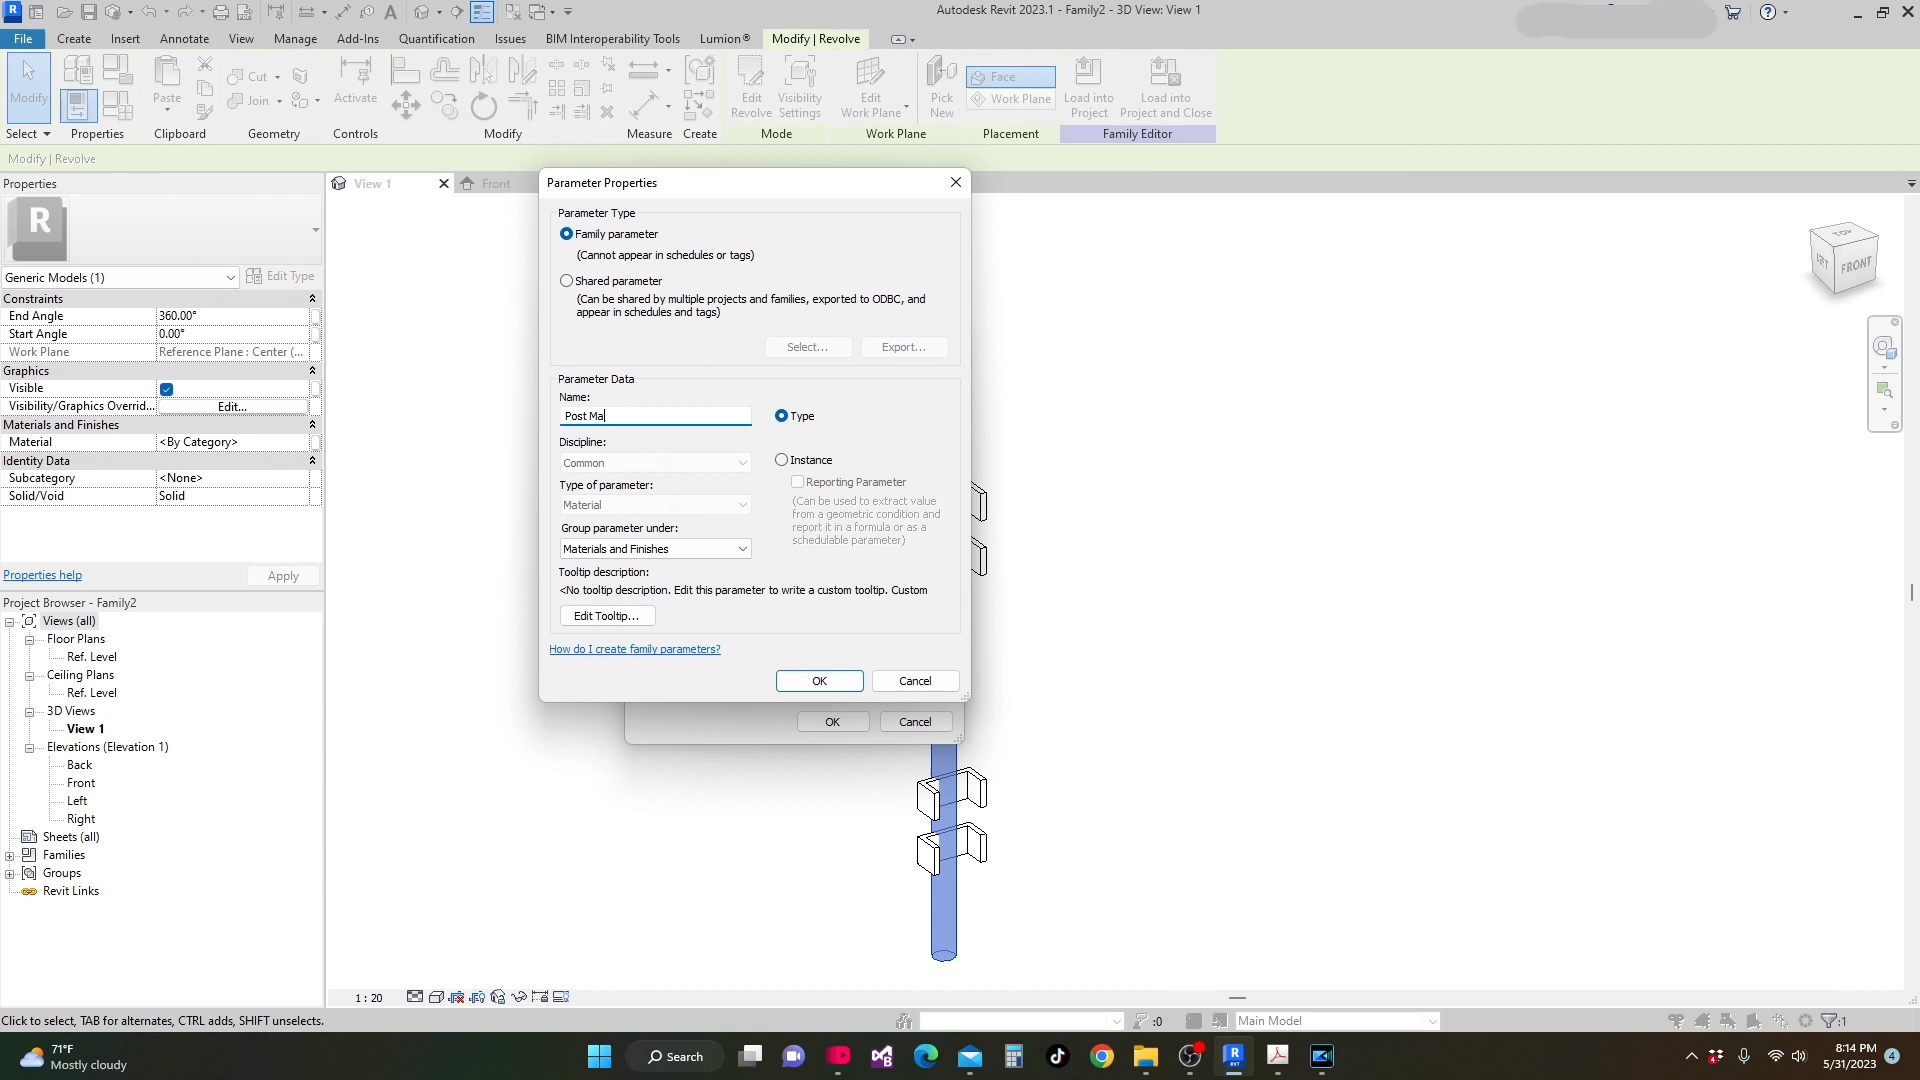 Autodesk Revit 2023.1 - Family2 - 3D View: View 1
File Create Insert Annotate View Manage Add-Ins Quantification Issues BIM Interoperability Tools Lumion® Modify | Revolve
Modify
Paste
Cut
Join
Activate
Edit Revolve
Visibility Settings
Edit Work Plane
Pick New
Face
Work Plane
Load into Project
Load into Project and Close
Select Properties Clipboard Geometry Controls Modify Measure Create Mode Work Plane Placement Family Editor
Modify | Revolve
Properties
R
Generic Models (1)
Edit Type
Constraints
End Angle 360.00°
Start Angle 0.00°
Work Plane Reference Plane : Center (...
Graphics
Visible
Visibility/Graphics Overrid... Edit...
Materials and Finishes
Material <By Category>
Identity Data
Subcategory <None>
Solid/Void Solid
Properties help
Apply
Project Browser - Family2
Views (all)
Floor Plans
Ref. Level
Ceiling Plans
Ref. Level
3D Views
View 1
Elevations (Elevation 1)
Back
Front
Left
Right
Sheets (all)
Families
Groups
Revit Links
View 1
Front
Parameter Properties
Parameter Type
Family parameter
(Cannot appear in schedules or tags)
Shared parameter
(Can be shared by multiple projects and families, exported to ODBC, and
appear in schedules and tags)
Select...
Export...
Parameter Data
Name:
Post Ma
Type
Discipline:
Common
Instance
Reporting Parameter
(Can be used to extract value
from a geometric condition and
report it in a formula or as a
schedulable parameter)
Type of parameter:
Material
Group parameter under:
Materials and Finishes
Tooltip description:
<No tooltip description. Edit this parameter to write a custom tooltip. Custom
Edit Tooltip...
How do I create family parameters?
OK
Cancel
OK
Cancel
TOP
LEFT
FRONT
1 : 20
Click to select, TAB for alternates, CTRL adds, SHIFT unselects.
:0
Main Model
:1
71°F
Mostly cloudy
Search
8:14 PM
5/31/2023
4